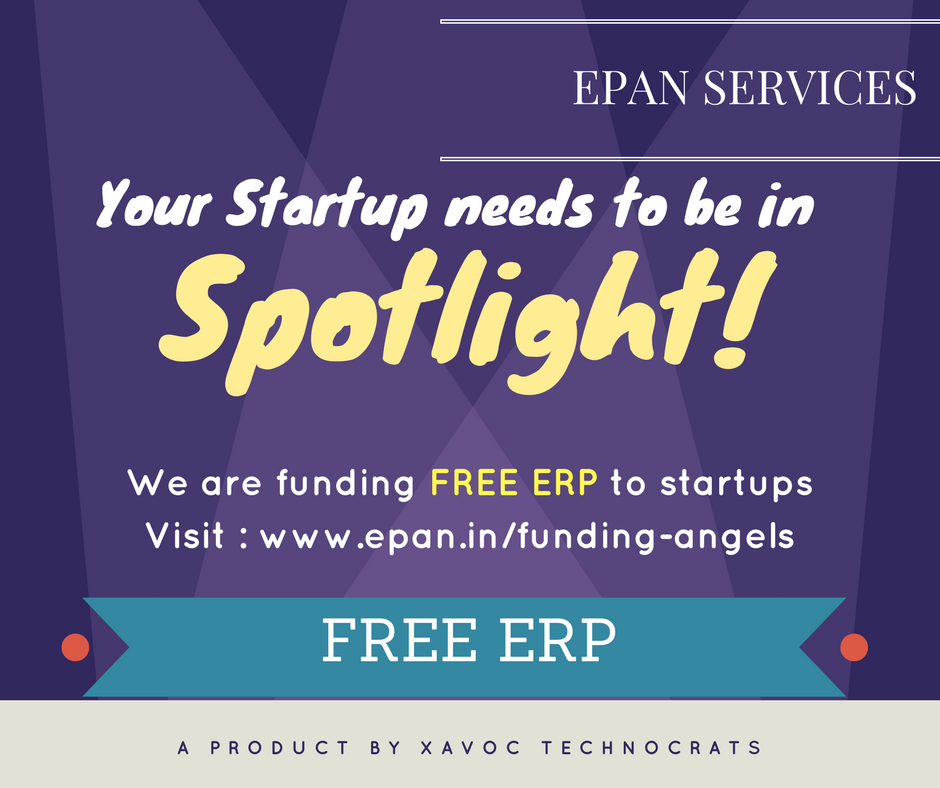 EPAN SERVICES
Your Startup needs to be in
Spotlight!
We are funding FREE ERP to startups
Visit : www.epan.in/funding-angels
FREE ERP
A PRODUCT BY XAVOC TECHNOCRATS